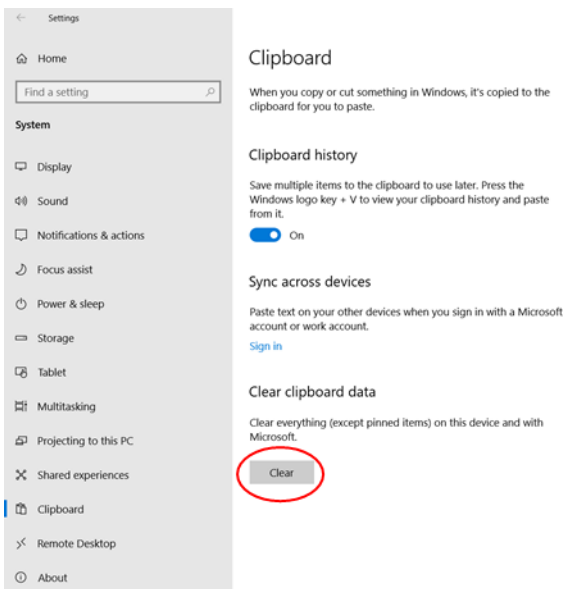 Settings
Home
Find a setting
System
Display
Sound
Notifications & actions
Focus assist
Power & sleep
Storage
Tablet
Multitasking
Projecting to this PC
Shared experiences
Clipboard
Remote Desktop
About
Clipboard
When you copy or cut something in Windows, it's copied to the
clipboard for you to paste.
Clipboard history
Save multiple items to the clipboard to use later. Press the
Windows logo key + V to view your clipboard history and paste
from it.
On
Sync across devices
Paste text on your other devices when you sign in with a Microsoft
account or work account.
Sign in
Clear clipboard data
Clear everything (except pinned items) on this device and with
Microsoft.
Clear